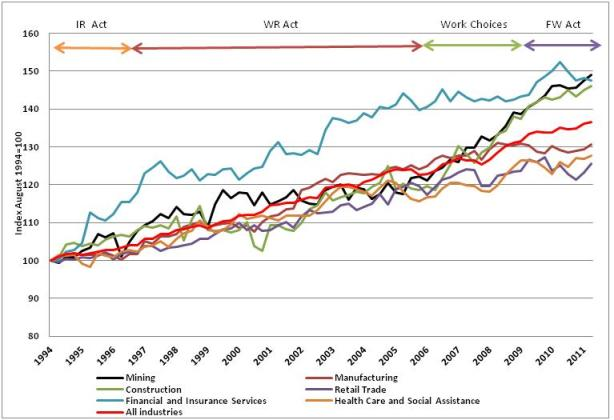 IR Act WR Act Work Choices FW Act
160
150
140
130
120
110
100
90
80
Index August 1994=100
1994 1995 1996 1997 1998 1999 2000 2001 2002 2003 2004 2005 2006 2007 2008 2009 2010 2011
Mining Manufacturing
Construction Retail Trade
Financial and Insurance Services Health Care and Social Assistance
All industries